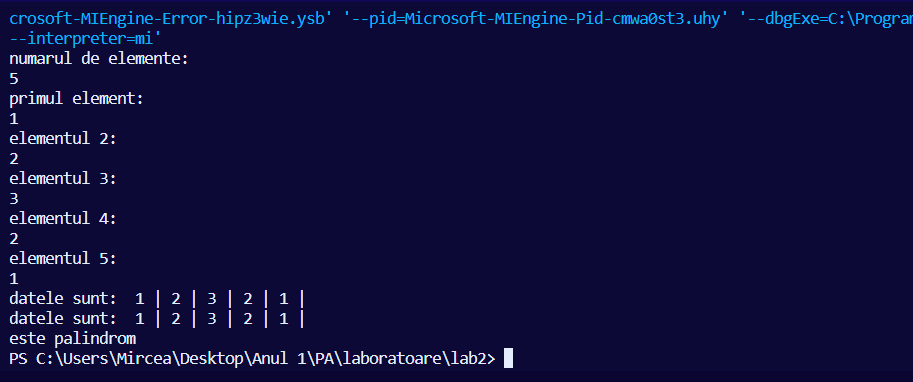 crosoft-MIEngine-Error-hipz3wie.ysb' '--pid=Microsoft-MIEngine-Pid-cmwa0st3.uhy' '--dbgExe=C:\Program
--interpreter=mi'
numarul de elemente:
5
primul element:
1
elementul 2:
2
elementul 3:
3
elementul 4:
2
elementul 5:
1
datele sunt:  1 | 2 | 3 | 2 | 1 |
datele sunt:  1 | 2 | 3 | 2 | 1 |
este palindrom
PS C:\Users\Mircea\Desktop\Anul 1\PA\laboratoare\lab2>